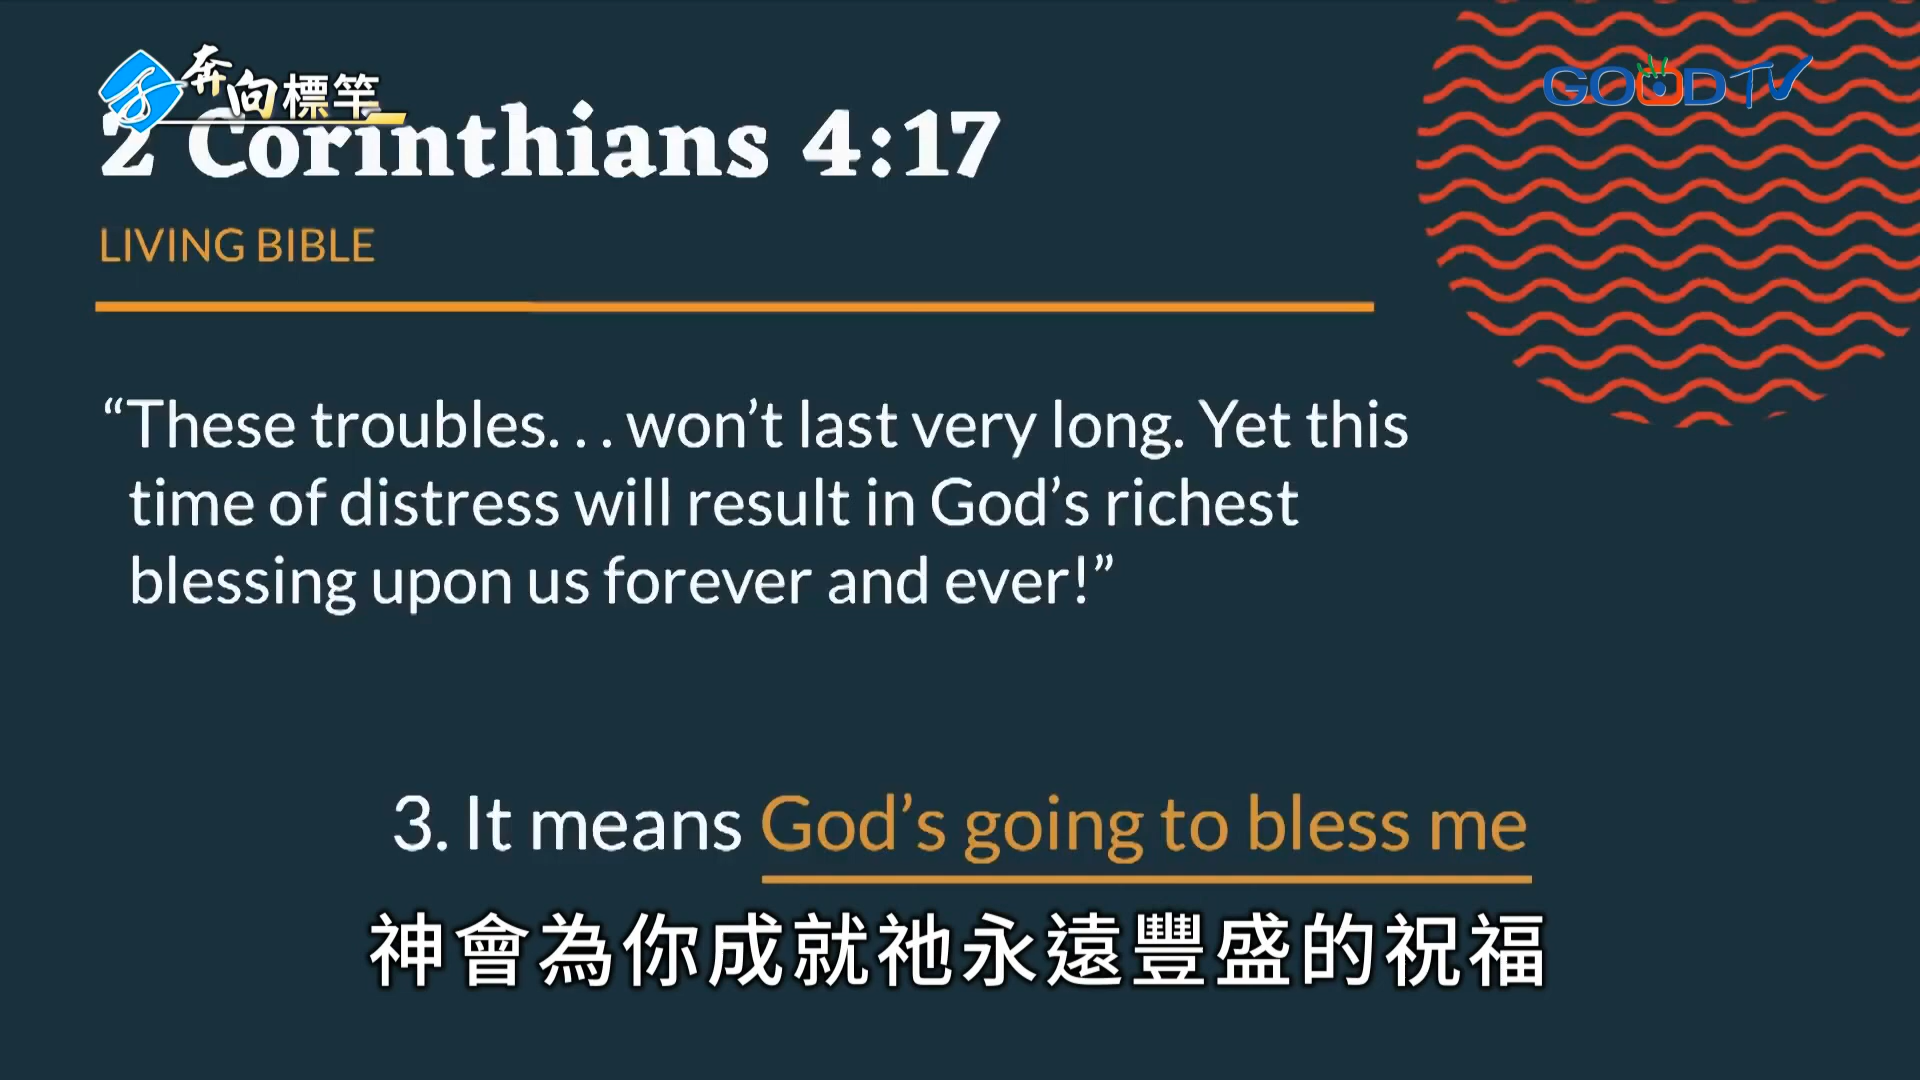 奔向標竿
GOODTV
2 Corinthians 4:17
LIVING BIBLE
“These troubles. . . won’t last very long. Yet this
time of distress will result in God’s richest
blessing upon us forever and ever!”
3. It means God’s going to bless me
神會為你成就祂永遠豐盛的祝福